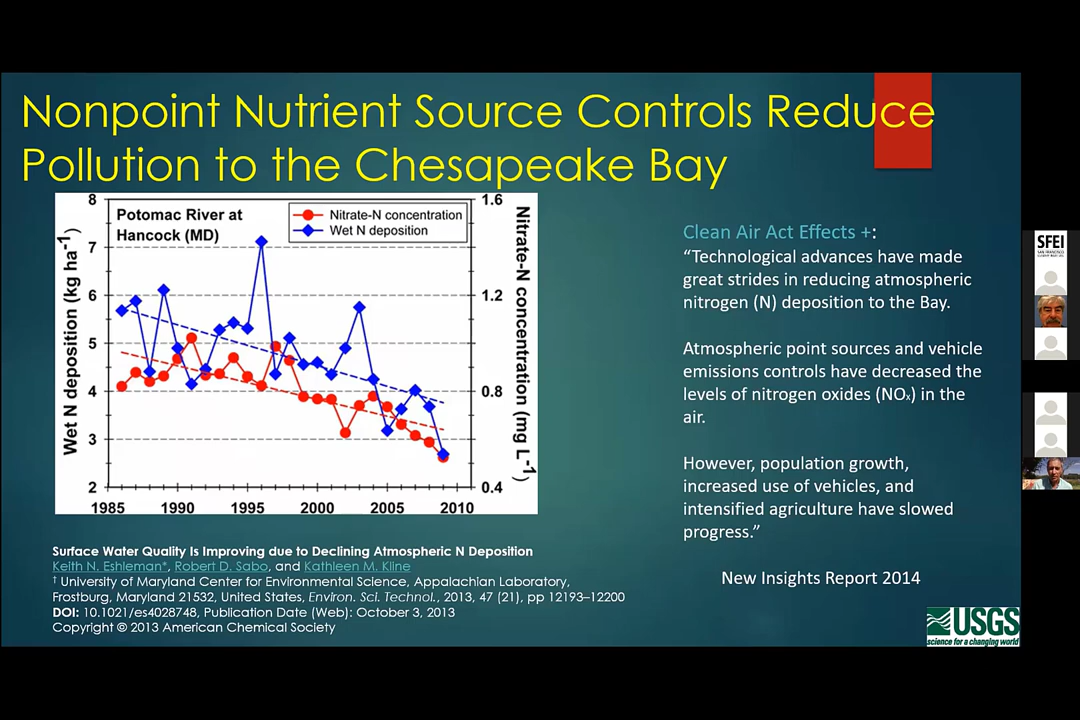 Nonpoint Nutrient Source Controls Reduce
Pollution to the Chesapeake Bay
8
7
6
5
4
3
2
Wet N deposition (kg ha-1)
Potomac River at
Hancock (MD)
Nitrate-N concentration
Wet N deposition
1.6
1.2
0.8
0.4
Nitrate-N concentration (mg L-1)
1985 1990 1995 2000 2005 2010
Clean Air Act Effects +:
“Technological advances have made
great strides in reducing atmospheric
nitrogen (N) deposition to the Bay.
Atmospheric point sources and vehicle
emissions controls have decreased the
levels of nitrogen oxides (NOx) in the
air.
However, population growth,
increased use of vehicles, and
intensified agriculture have slowed
progress.”
New Insights Report 2014
Surface Water Quality Is Improving due to Declining Atmospheric N Deposition
Keith N. Eshleman*, Robert D. Sabo, and Kathleen M. Kline
† University of Maryland Center for Environmental Science, Appalachian Laboratory,
Frostburg, Maryland 21532, United States, Environ. Sci. Technol., 2013, 47 (21), pp 12193–12200
DOI: 10.1021/es4028748, Publication Date (Web): October 3, 2013
Copyright © 2013 American Chemical Society
USGS
science for a changing world
SFEI